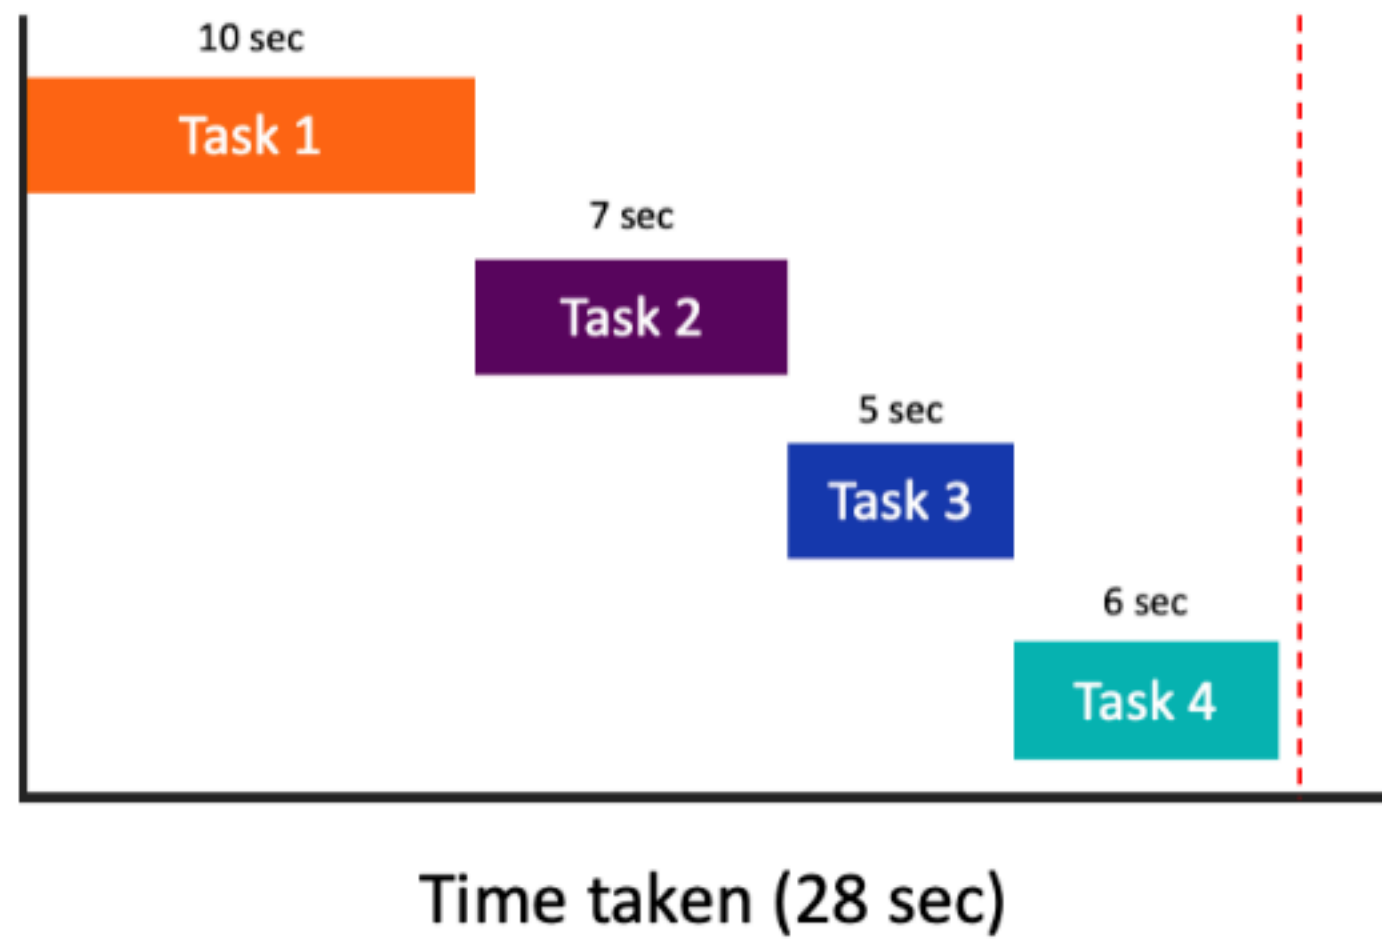 10 sec
Task 1
7 sec
Task 2
5 sec
Task 3
6 sec
Task 4
Time taken (28 sec)